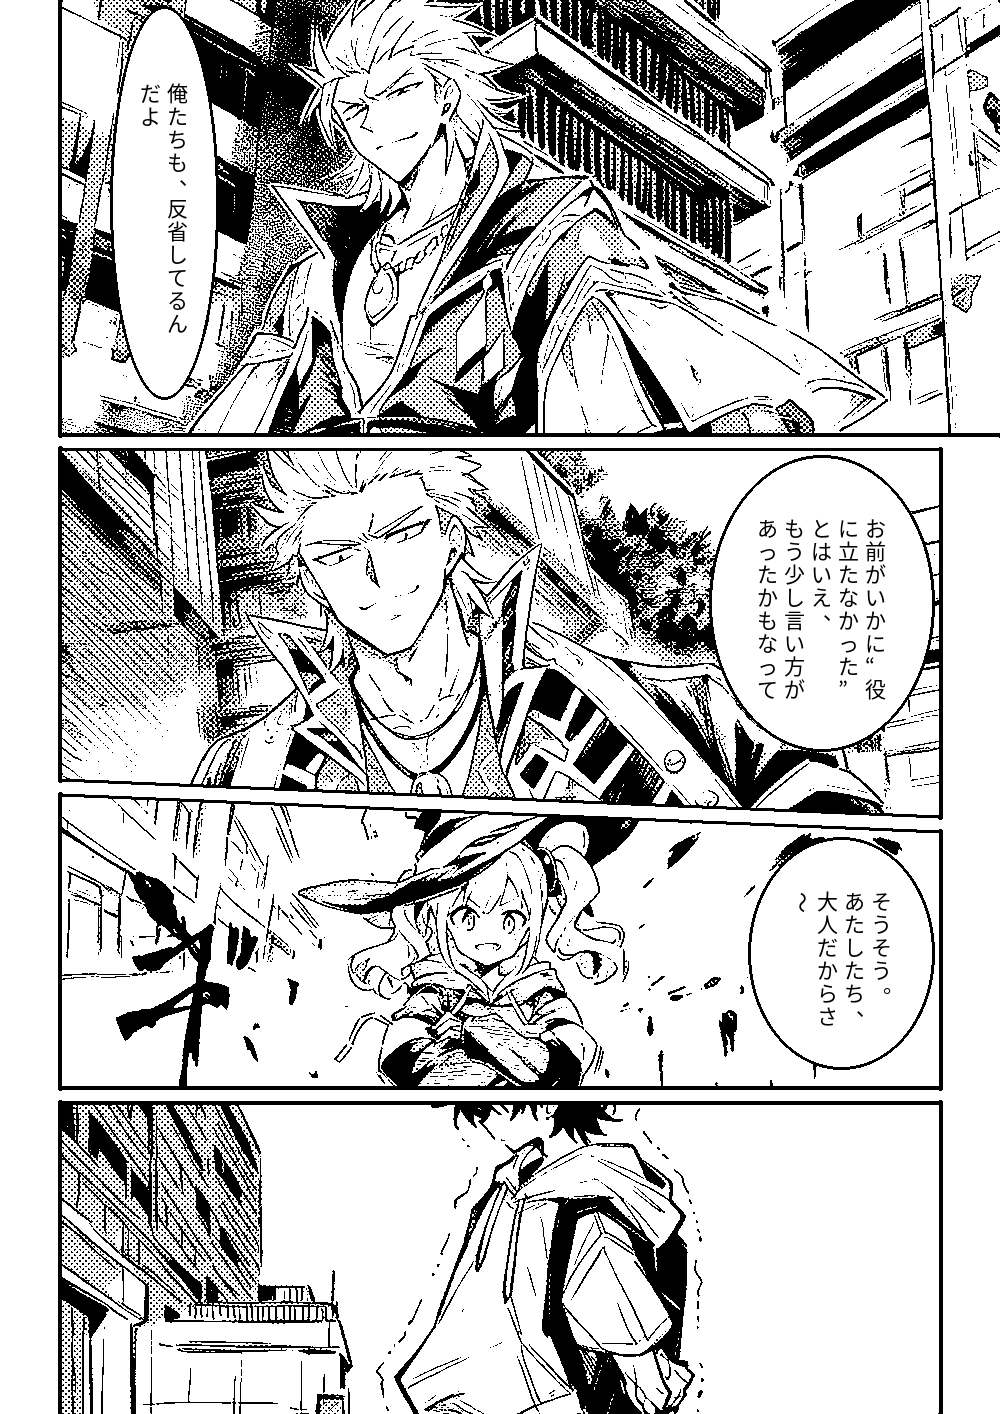 俺たちも、反省してるん
だよ
お前がいかに“役
に立たなかった”
とはいえ、
もう少し言い方が
あったかもなって
そうそう。
あたしたち、
大人だからさ
～